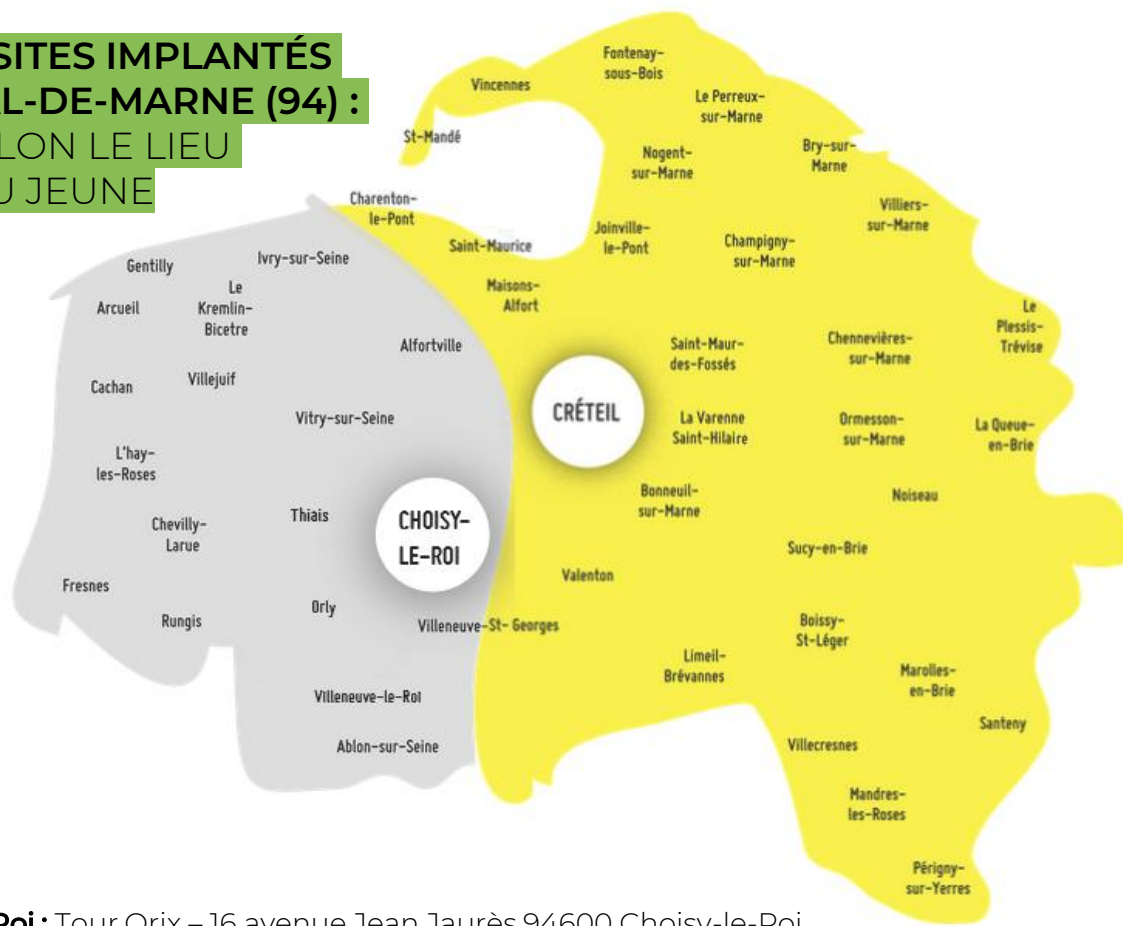 SITES IMPLANTÉS
AL-DE-MARNE (94) :
LON LE LIEU
U JEUNE
Fontenay-
sous-Bois
Vincennes
Le Perreux-
sur-Marne
St-Mandé
Nogent-
sur-Marne
Bry-sur-
Marne
Charenton-
le-Pont
Villiers-
sur-Marne
Joinville-
le-Pont
Saint-Maurice
Champigny-
sur-Marne
Gentilly
Ivry-sur-Seine
Arcueil
Le
Kremlin-
Bicetre
Maisons-
Alfort
Le
Plessis-
Trévise
Alfortville
Saint-Maur-
des-Fossés
Chennevières-
sur-Marne
Cachan
Villejuif
CRÉTEIL
Vitry-sur-Seine
La Varenne
Saint-Hilaire
Ormesson-
sur-Marne
La Queue-
en-Brie
L'hay-
les-Roses
Bonneuil-
sur-Marne
Noiseau
Chevilly-
Larue
Thiais
CHOISY-
LE-ROI
Sucy-en-Brie
Fresnes
Valenton
Rungis
Orly
Villeneuve-St- Georges
Boissy-
St-Léger
Limeil-
Brévannes
Marolles-
en-Brie
Villeneuve-le-Roi
Santeny
Ablon-sur-Seine
Villecresnes
Mandres-
les-Roses
Périgny-
sur-Yerres
Roi : Tour Orix – 16 avenue Jean Jaurès 94600 Choisy-le-Roi